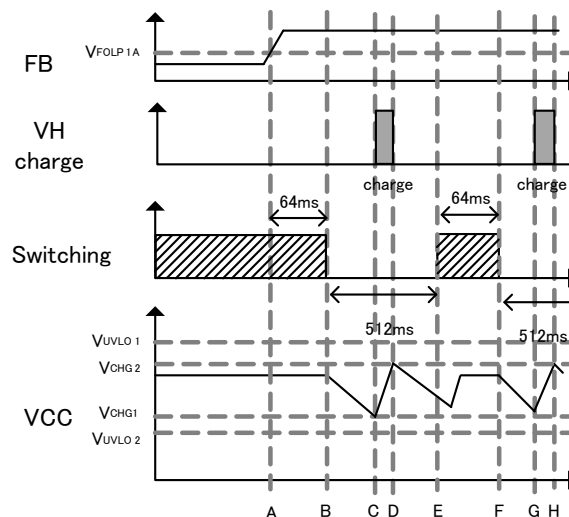 VFOLP1A
FB
VH
charge
charge
charge
64ms
64ms
Switching
512ms
512ms
VUVLO1
VCHG2
VCHG1
VUVLO2
VCC
A B C D E F G H